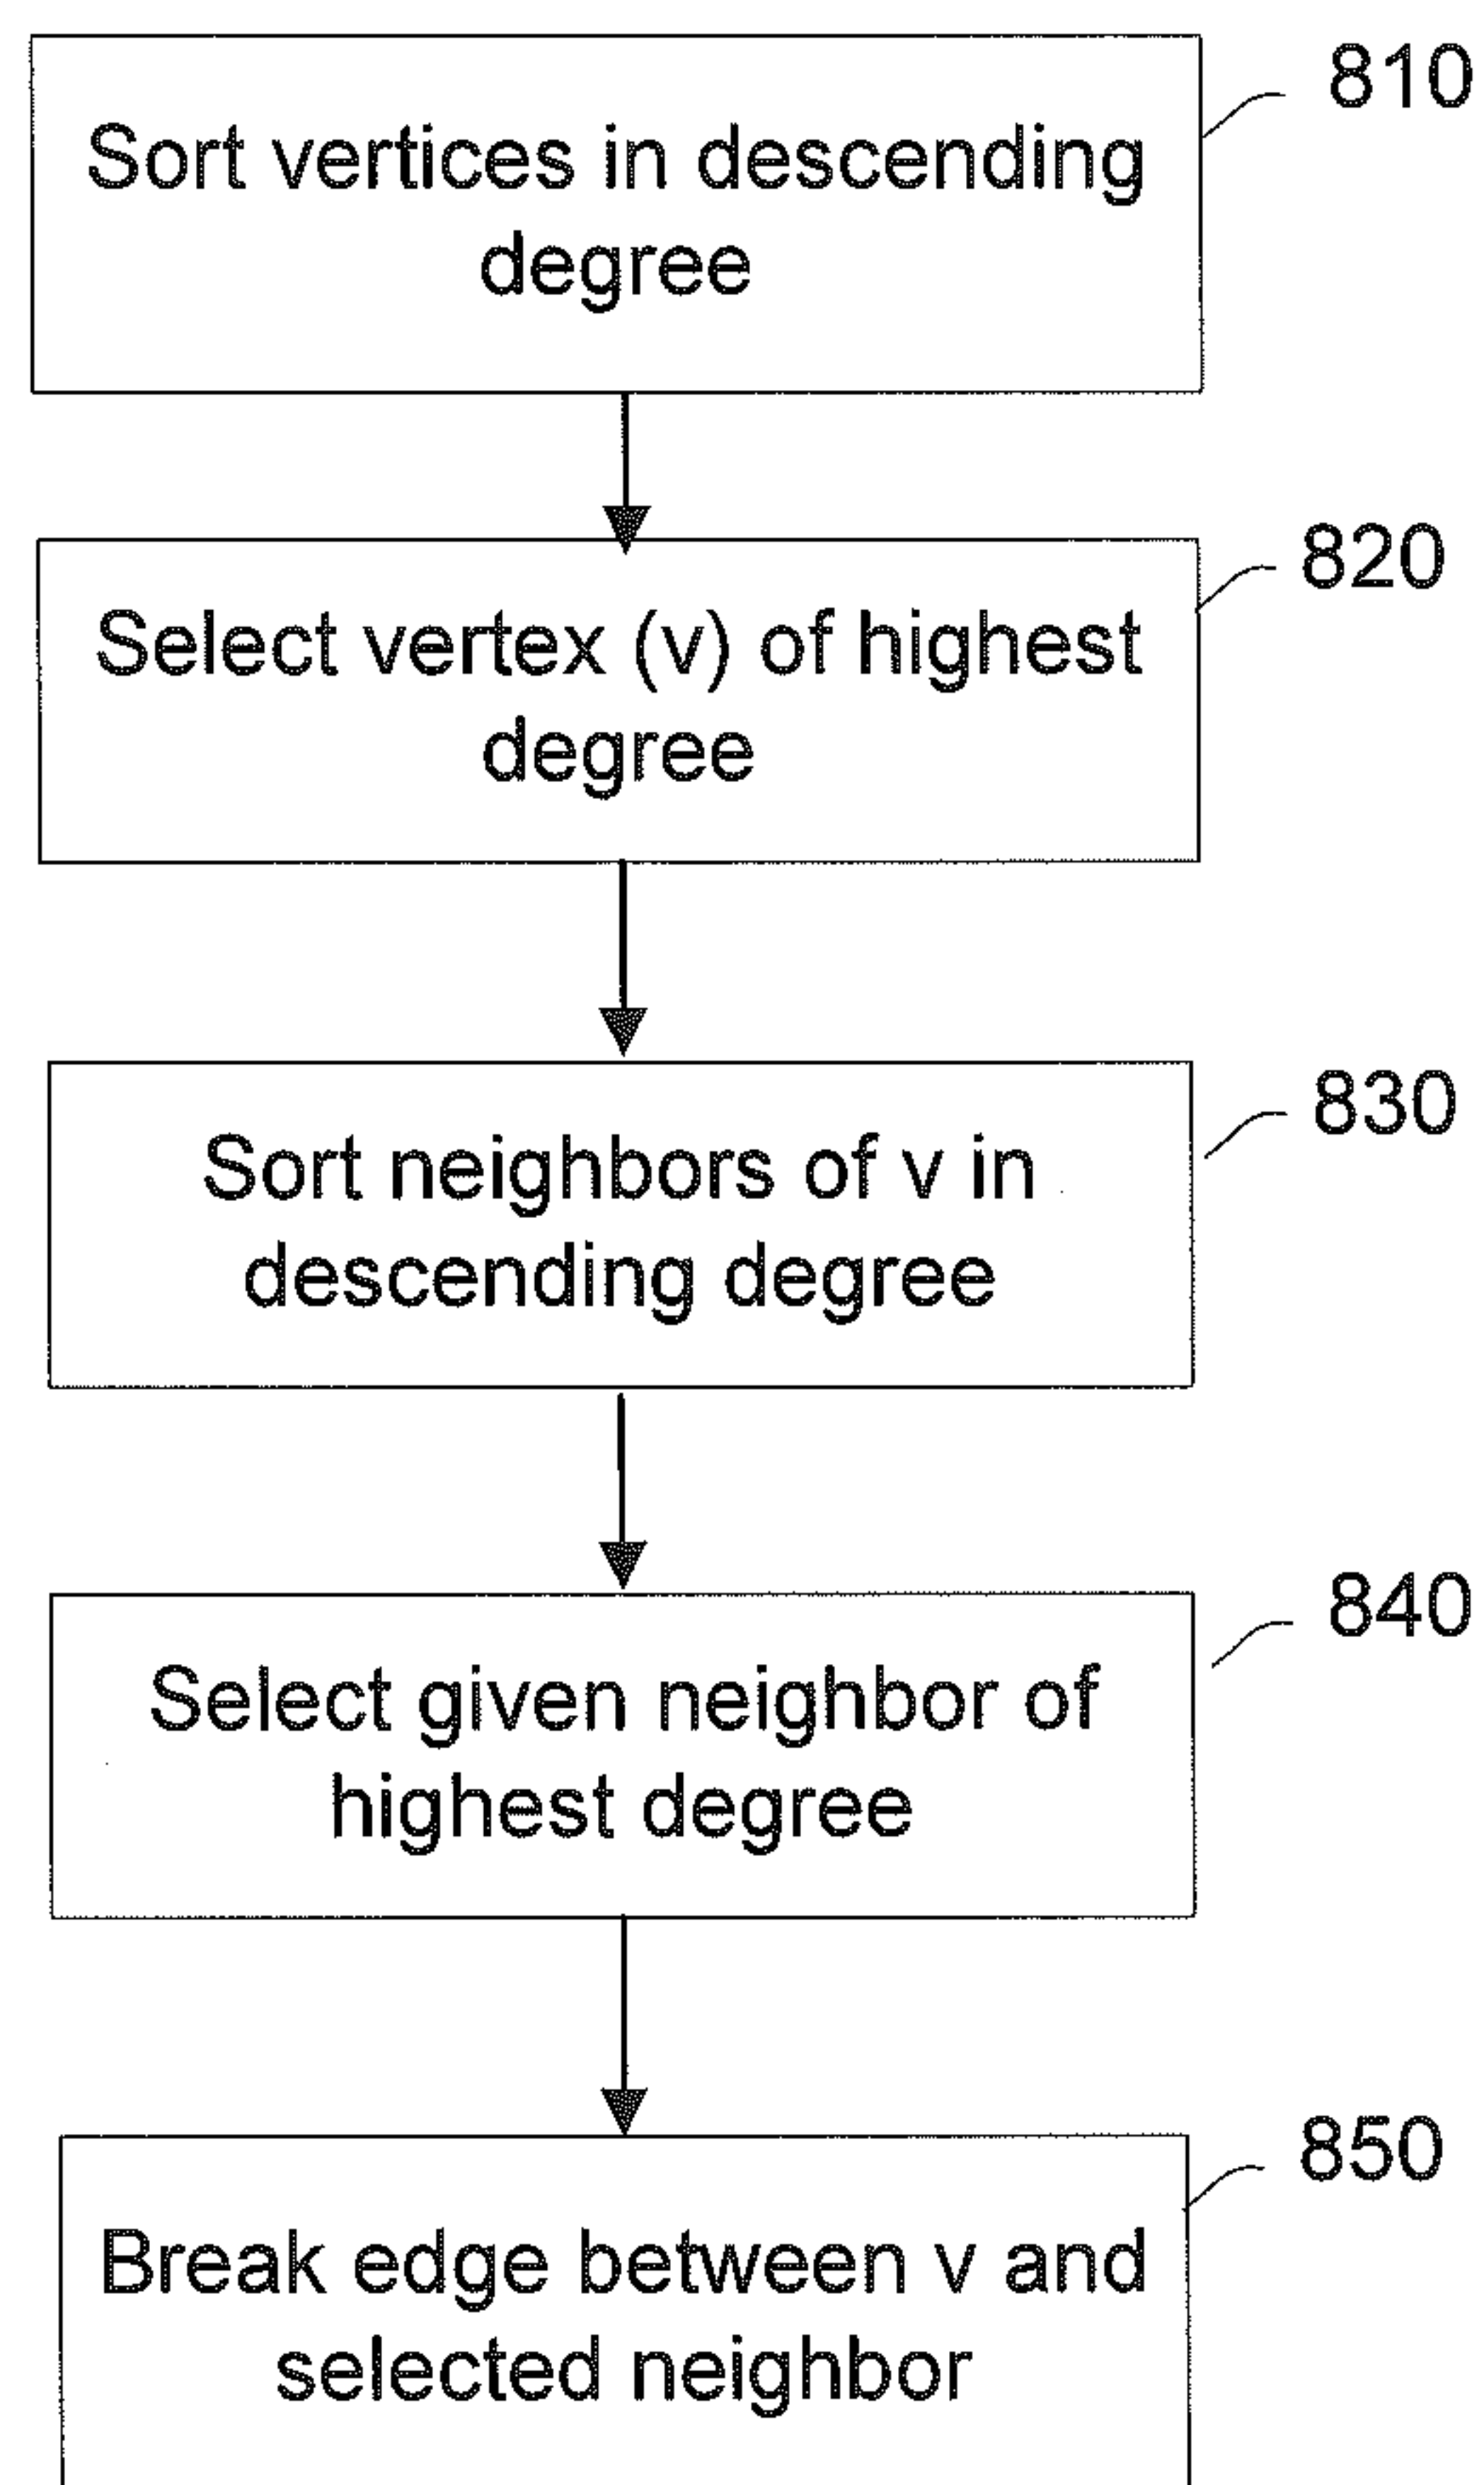 810
Sort vertices in descending
degree
820
Select vertex (v) of highest
degree
830
Sort neighbors of v in
descending degree
840
Select given neighbor of
highest degree
850
Break edge between v and
selected neighbor